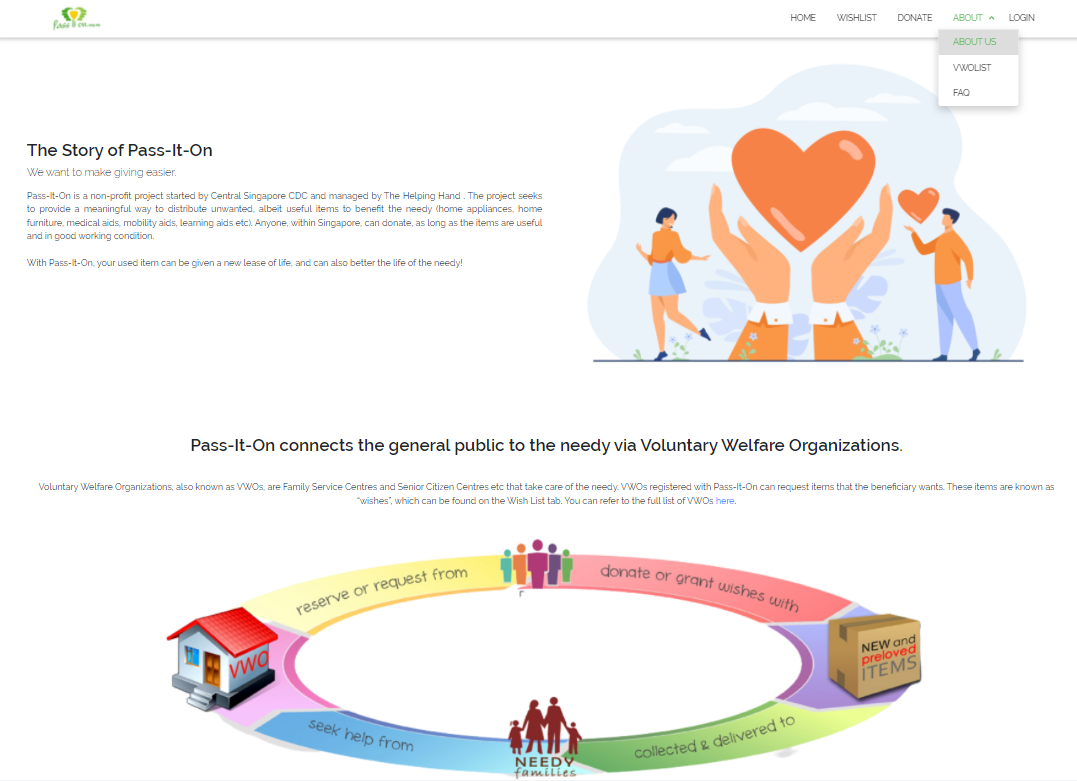 Pass It On
HOME WISHLIST DONATE ABOUT LOGIN
ABOUT US
VWOLIST
FAQ
The Story of Pass-It-On
We want to make giving easier.
Pass-It-On is a non-profit project started by Central Singapore CDC and managed by The Helping Hand . The project seeks
to provide a meaningful way to distribute unwanted, albeit useful items to benefit the needy (home appliances, home
furniture, medical aids, mobility aids, learning aids etc). Anyone, within Singapore, can donate, as long as the items are useful
and in good working condition.
With Pass-It-On, your used item can be given a new lease of life, and can also better the life of the needy!
Pass-It-On connects the general public to the needy via Voluntary Welfare Organizations.
Voluntary Welfare Organizations, also known as VWOs, are Family Service Centres and Senior Citizen Centres etc that take care of the needy. VWOs registered with Pass-It-On can request items that the beneficiary wants. These items are known as
"wishes", which can be found on the Wish List tab. You can refer to the full list of VWOs here.
reserve or request from
donate or grant wishes with
r
VWO
NEW and
preloved
ITEMS
seek help from
collected & delivered to
NEEDY
families